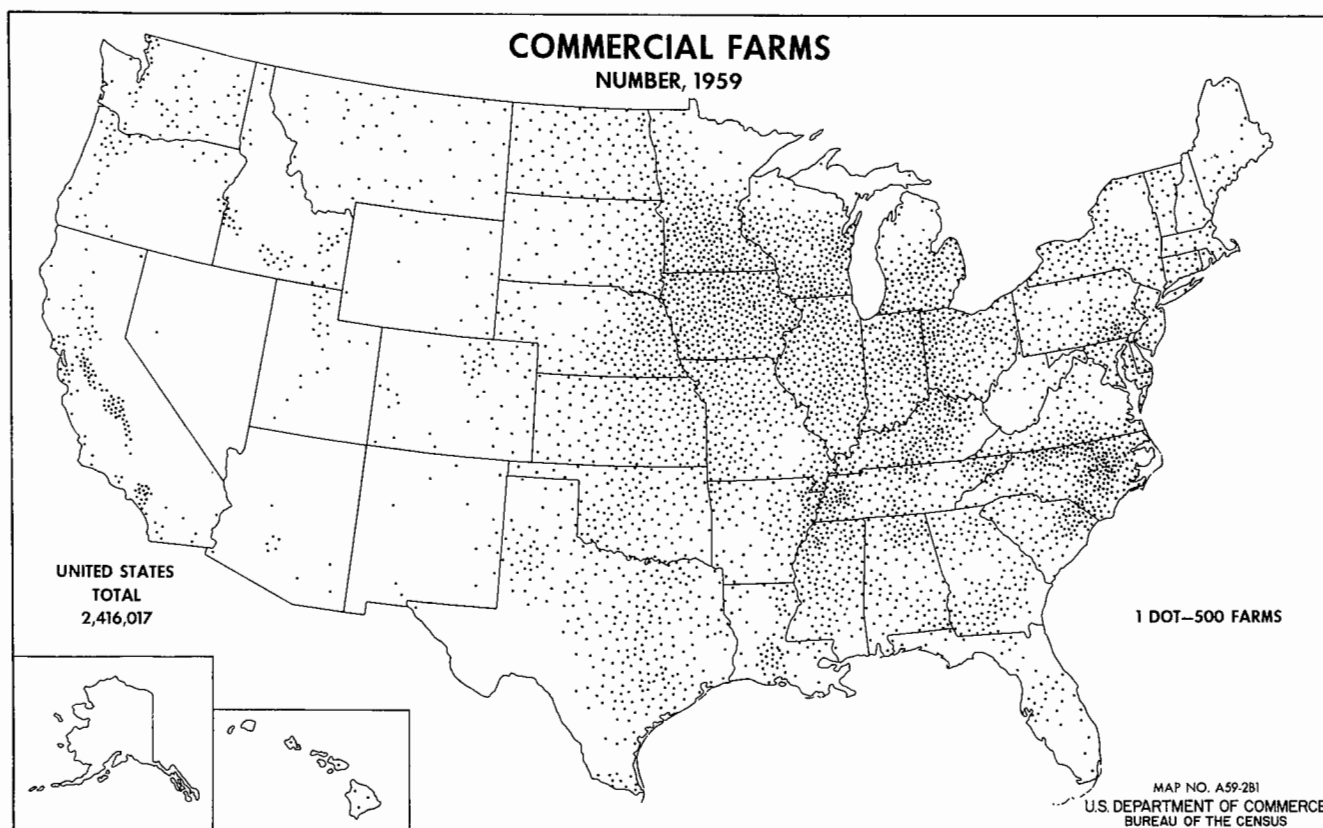 COMMERCIAL FARMS
NUMBER, 1959
UNITED STATES
TOTAL
2,416,017
1 DOT—500 FARMS
MAP NO. A59-2B1
U.S. DEPARTMENT OF COMMERCE
BUREAU OF THE CENSUS